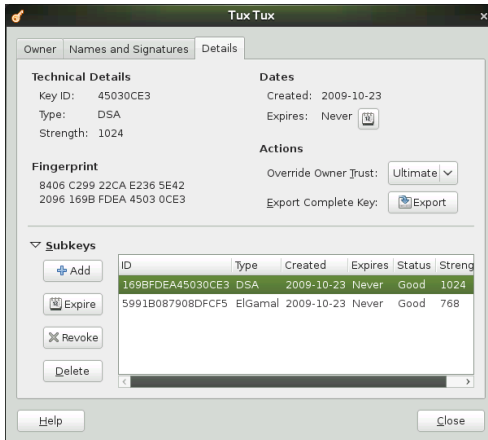 Tux Tux
Owner Names and Signatures Details
Technical Details
Key ID: 45030CE3
Type: DSA
Strength: 1024
Fingerprint
8406 C299 22CA E236 5E42
2096 169B FDEA 4503 0CE3
Dates
Created: 2009-10-23
Expires: Never
Actions
Override Owner Trust: Ultimate
Export Complete Key: Export
Subkeys
Add
Expire
Revoke
Delete
ID Type Created Expires Status Streng
169BFDEA45030CE3 DSA 2009-10-23 Never Good 1024
5991B087908DFCF5 ElGamal 2009-10-23 Never Good 768
Help
Close